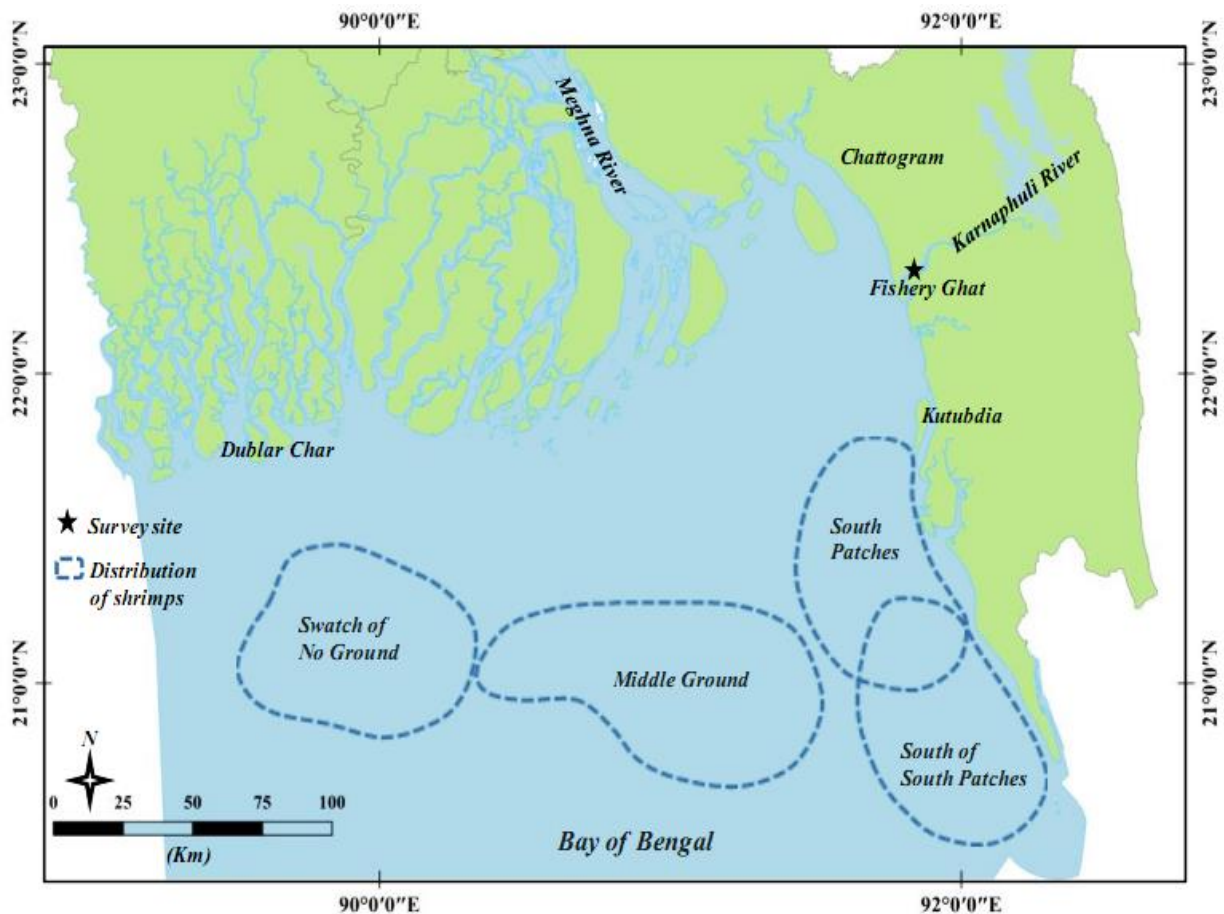 90°0'0"E
92°0'0"E
23°0'0"N
23°0'0"N
Meghna River
Chattogram
Karnaphuli River
Fishery Ghat
22°0'0"N
22°0'0"N
Kutubdia
Dublar Char
Survey site
Distribution
of shrimps
South
Patches
Swatch of
No Ground
Middle Ground
21°0'0"N
21°0'0"N
South of
South Patches
N
0 25 50 75 100
(Km)
Bay of Bengal
90°0'0"E
92°0'0"E